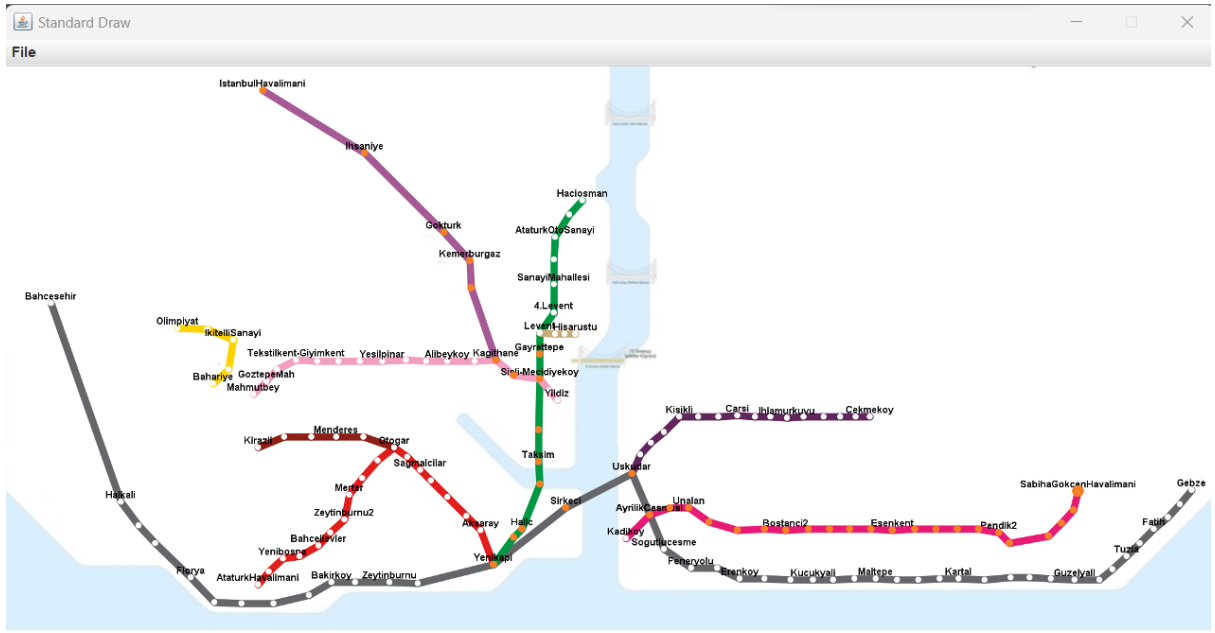 Standard Draw
File
IstanbulHavalimani
Ihsaniye
Haciosman
Gokturk
AtaturkOtoSanayi
Kemerburgaz
SanayiMahallesi
Bahcesehir
4.Levent
Olimpiyat
IkitelliSanayi
Levent
Hisarustu
Gayrettepe
Tekstilkent-Giyimkent
Yesilpinar
Alibeykoy
Kagithane
Bahariye
GoztepeMah
Sisli-Mecidiyekoy
Mahmutbey
Yildiz
Kisikli
Carsi
Ihlamurkuyu
Cekmekoy
Kirazli
Menderes
Otogar
Taksim
Sagmalcilar
Uskudar
Halkali
Merter
Sirkeci
Unalan
SabihaGokcenHavalimani
Gebze
Zeytinburnu2
Aksaray
Halic
AyrilikCesmesi
Bostanci2
Esenkent
Pendik2
Fatih
Kadikoy
Bahcelievler
Sogutlucesme
Yenibosna
Yenikapi
Feneryolu
Tuzla
Florya
AtaturkHavalimani
Bakirkoy
Zeytinburnu
Erenkoy
Kucukyali
Maltepe
Kartal
Guzelyali